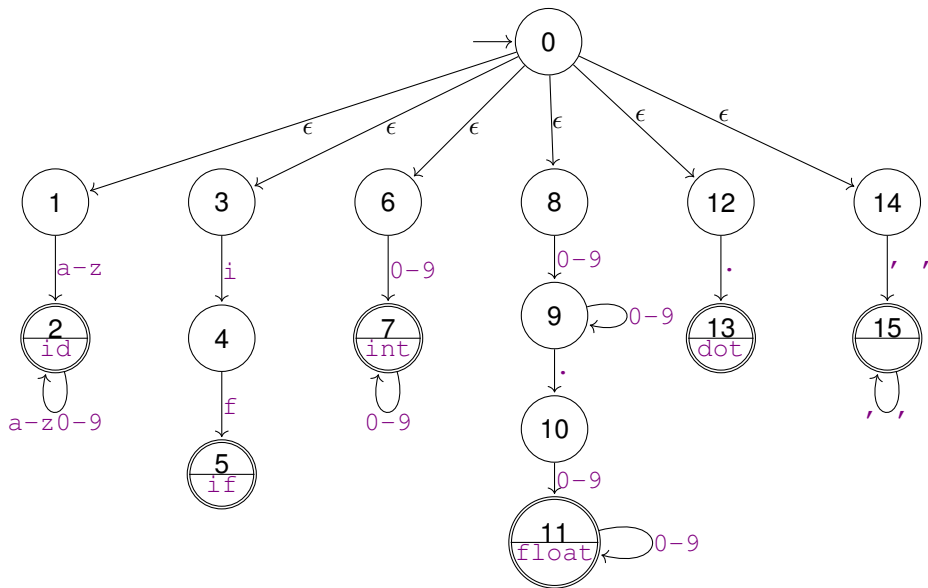 0
ϵ ϵ ϵ ϵ ϵ ϵ
1 3 6 8 12 14
a-z i 0-9 0-9 . ' '
2 id 4 7 int 9 0-9 13 dot 15
a-z0-9 f 0-9 . ' '
5 if 10
0-9
11 float 0-9